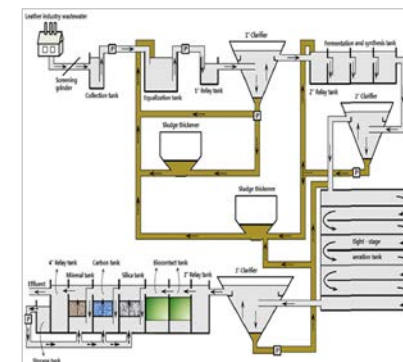 Leather industry wastewater
P
Screening
grinder
Collection tank
Equalization tank
P
1° Relay tank
1° Clarifier
P
Fermentation and synthesis tank
2° Relay tank
2° Clarifier
P
Sludge thickener
Sludge thickener
Eight - stage
aeration tank
4° Relay tank
Mineral tank
Carbon tank
Silica tank
Biocontact tank
3° Relay tank
3° Clarifier
Effluent
P
P
Storage tank